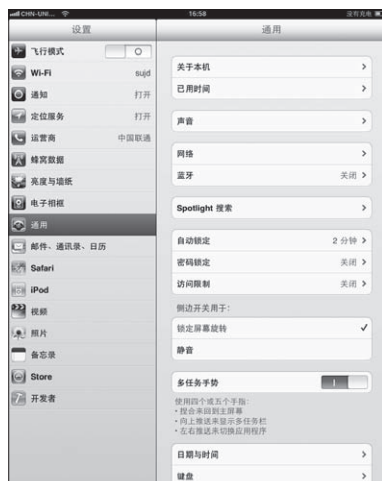 CHN-UNI...
16:58
没有充电
设置
通用
飞行模式
Wi-Fi
sujd
通知
打开
定位服务
打开
运营商
中国联通
蜂窝数据
亮度与墙纸
电子相框
通用
邮件、通讯录、日历
Safari
iPod
视频
照片
备忘录
Store
开发者
关于本机
已用时间
声音
网络
蓝牙
关闭
Spotlight 搜索
自动锁定
2 分钟
密码锁定
关闭
访问限制
关闭
侧边开关用于：
锁定屏幕旋转
静音
多任务手势
使用四个或五个手指：
• 捏合来回到主屏幕
• 向上推送来显示多任务栏
• 左右推送来切换应用程序
日期与时间
键盘